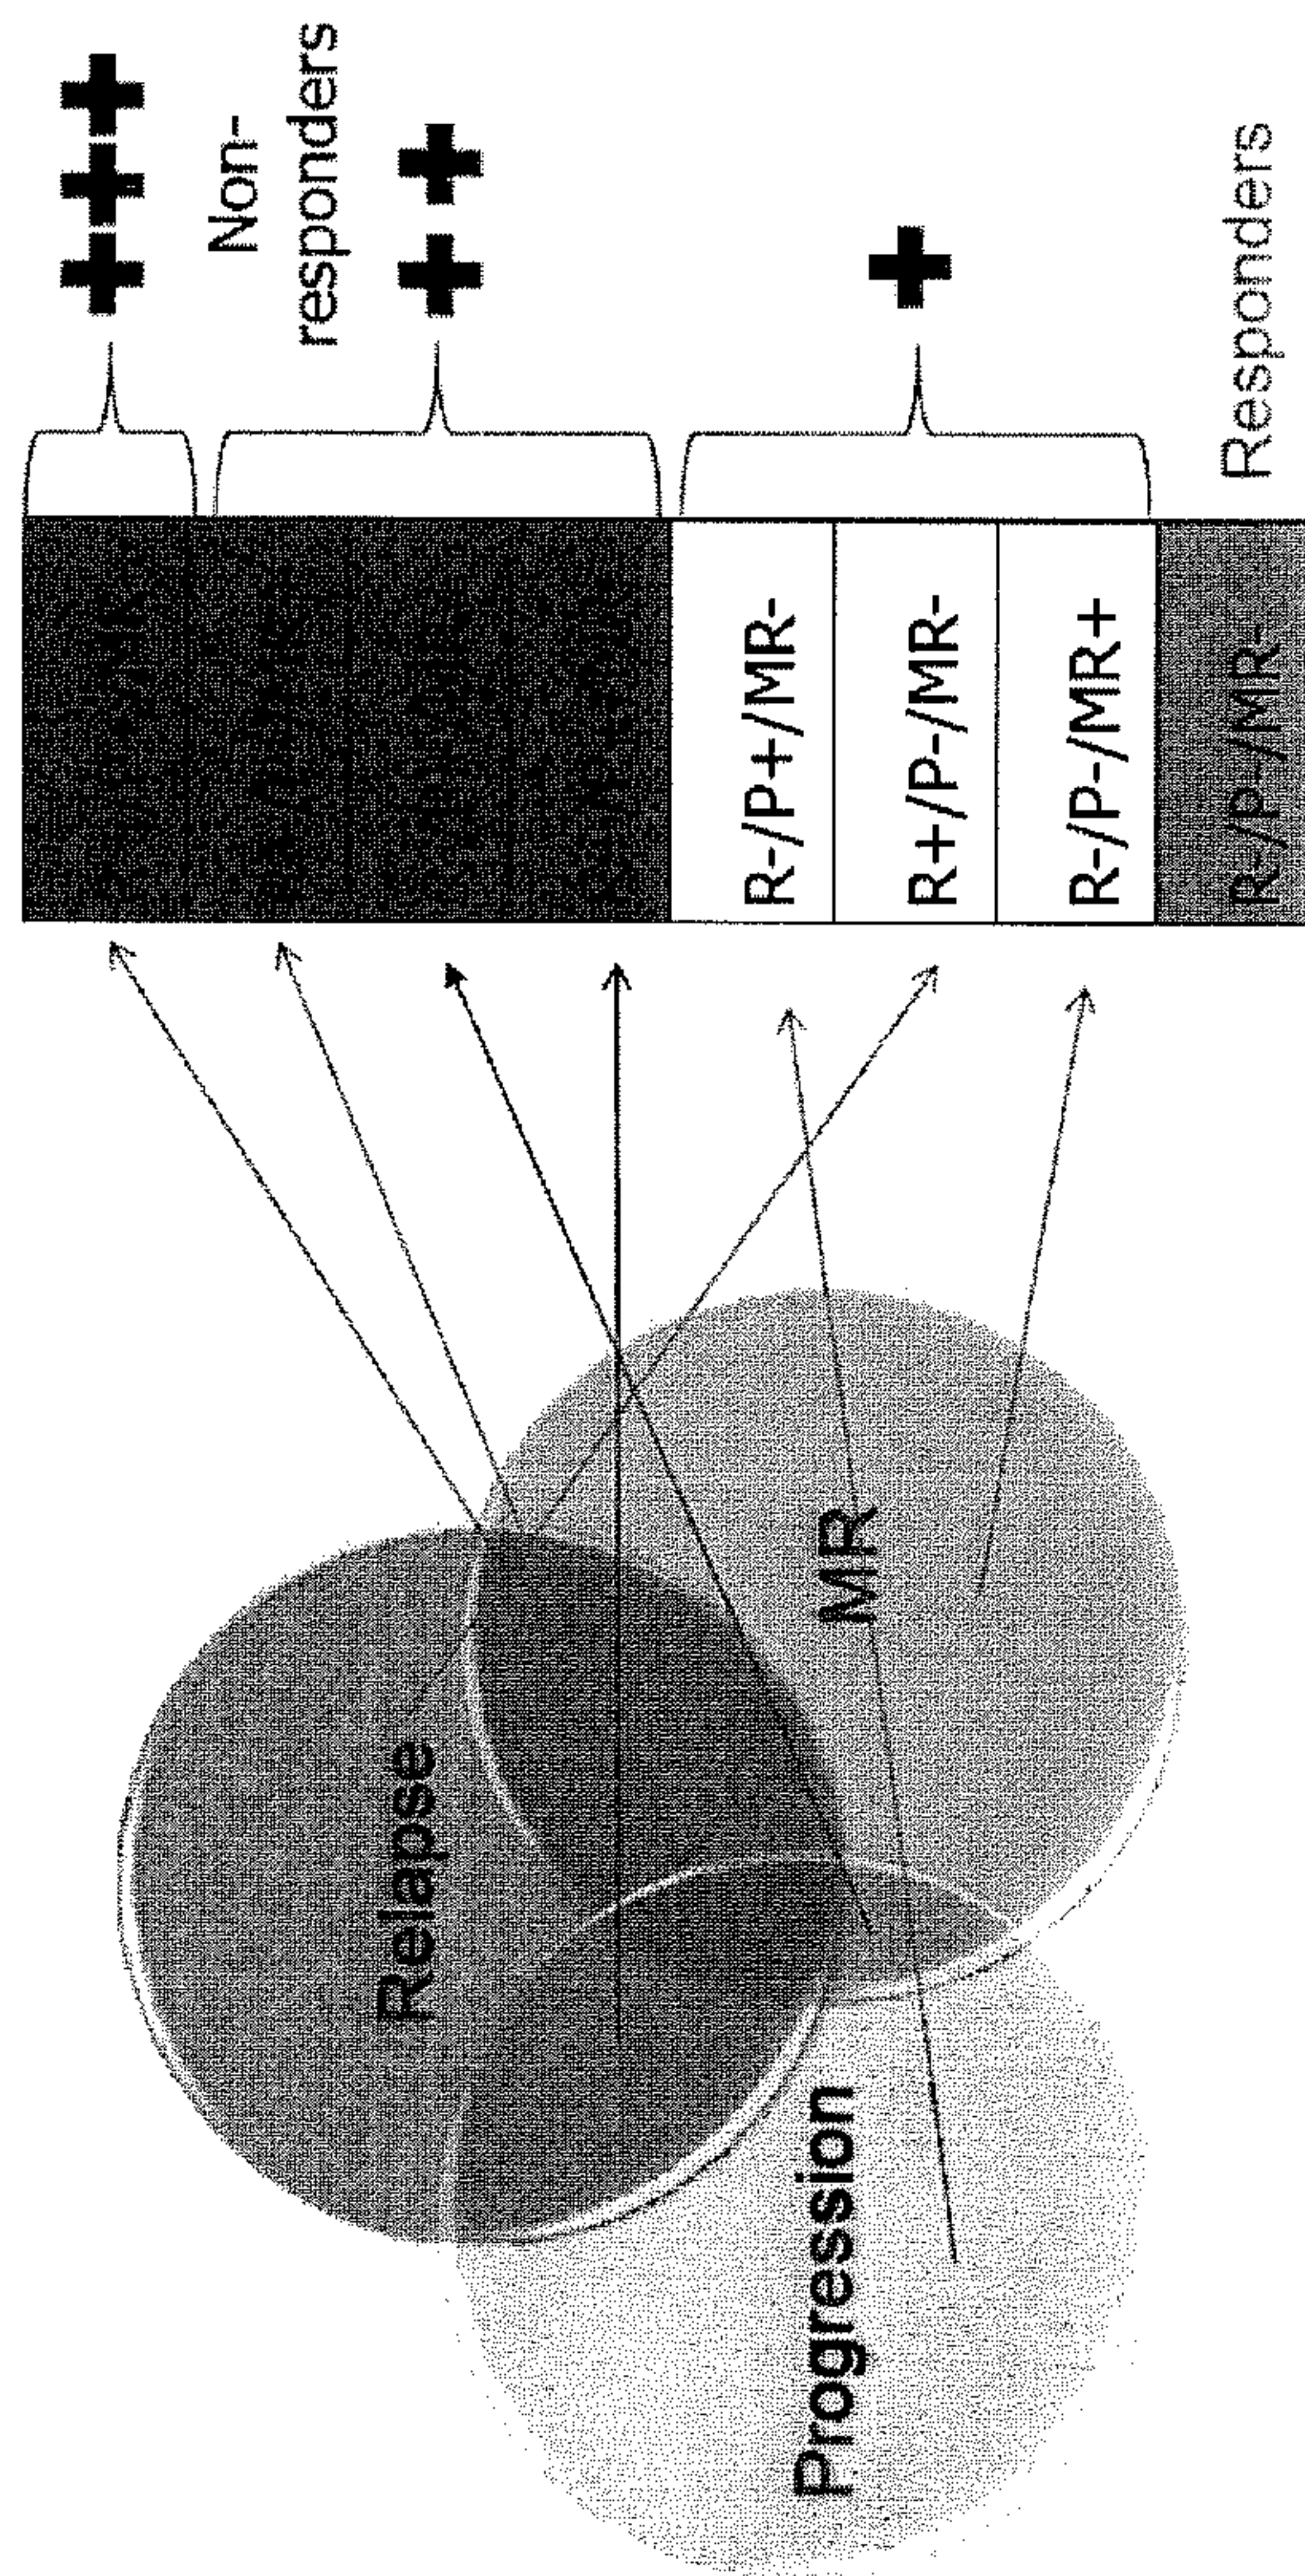 Relapse
Progression
MR
R-/P+/MR-
R+/P-/MR-
R-/P-/MR+
R-/P-/MR-
+++
Non-
responders
++
+
Responders